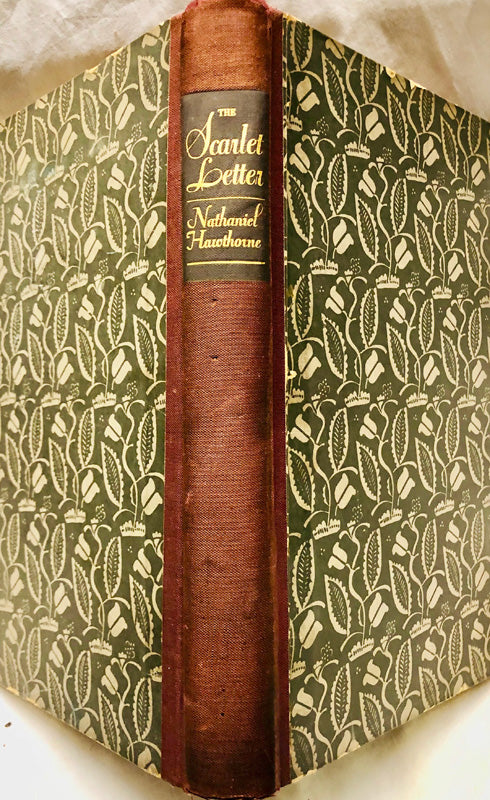 THE
Scarlet
Letter
Nathaniel
Hawthorne